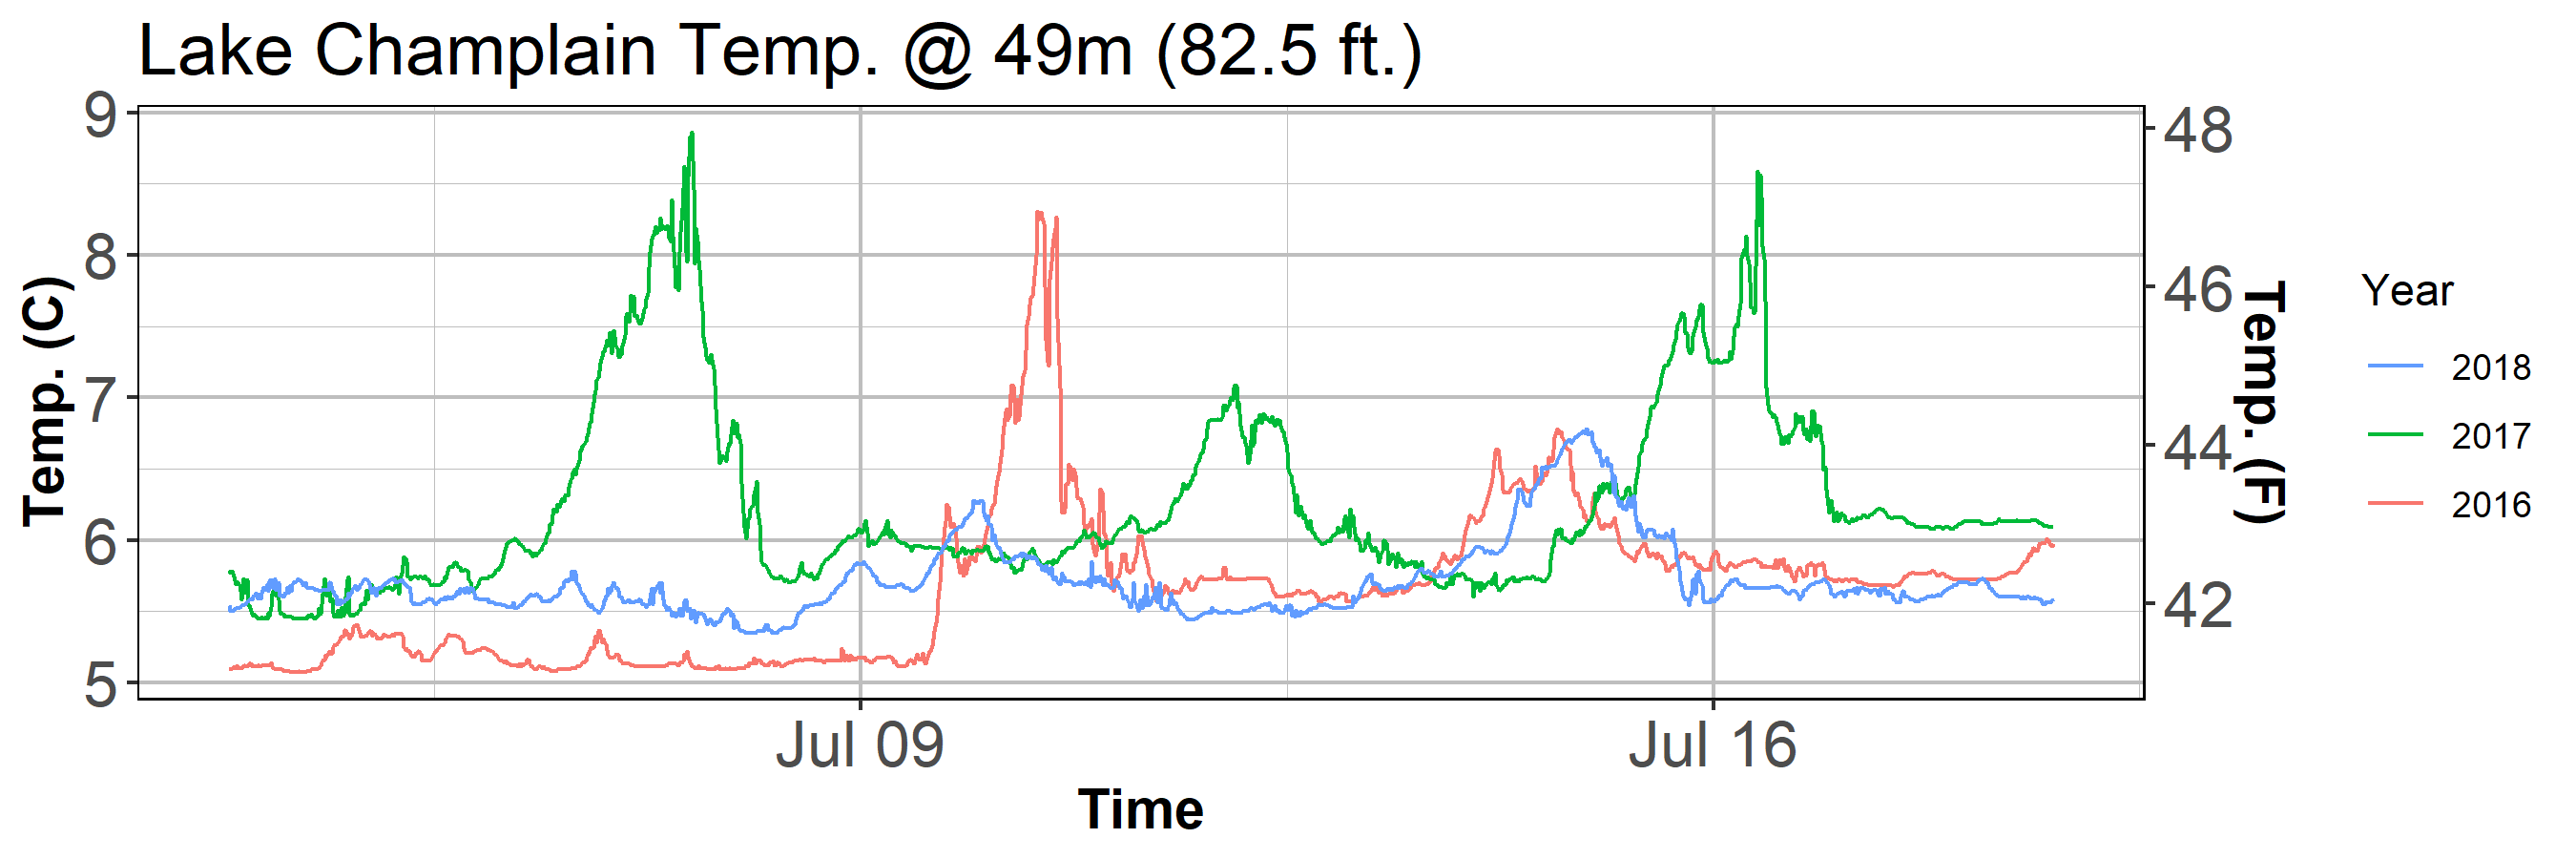 Lake Champlain Temp. @ 49m (82.5 ft.)
9
8
7
6
5
Temp. (C)
48
46
44
42
Temp. (F)
Jul 09
Jul 16
Time
Year
2018
2017
2016